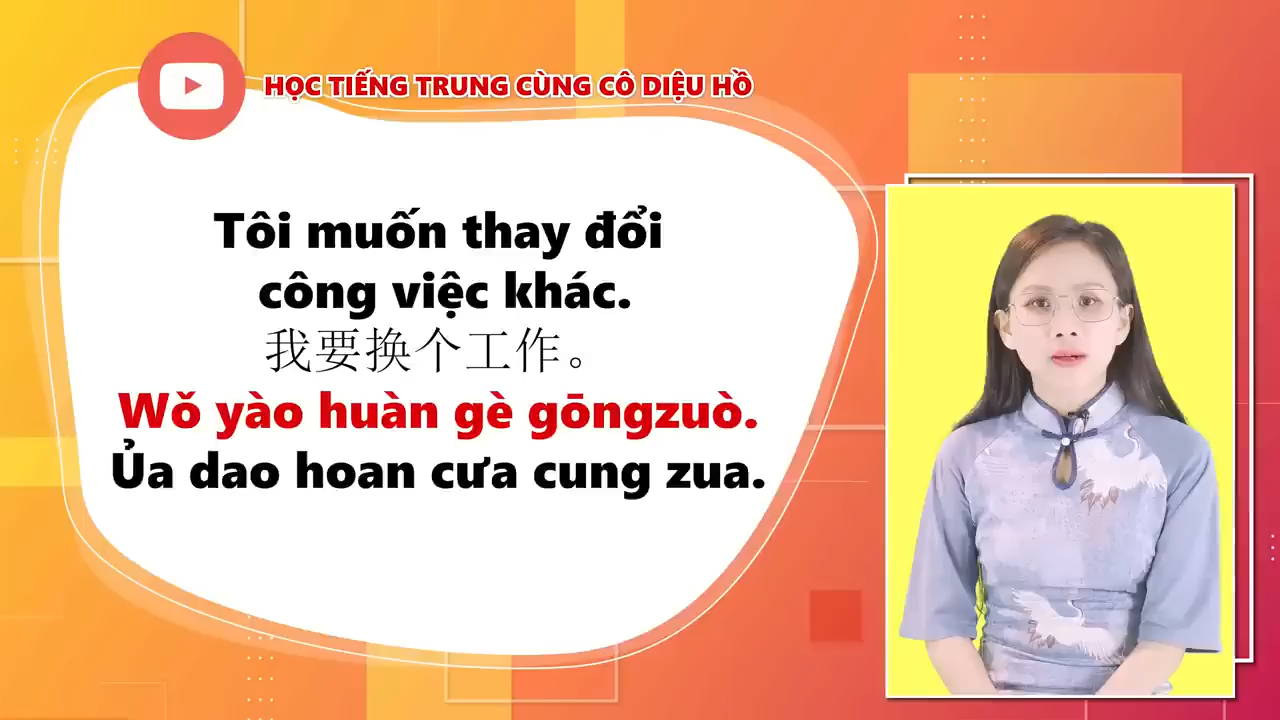 HỌC TIẾNG TRUNG CÙNG CÔ DIỆU HỒ
Tôi muốn thay đổi
công việc khác.
我要换个工作。
Wǒ yào huàn gè gōngzuò.
Ủa dao hoan cưa cung zua.